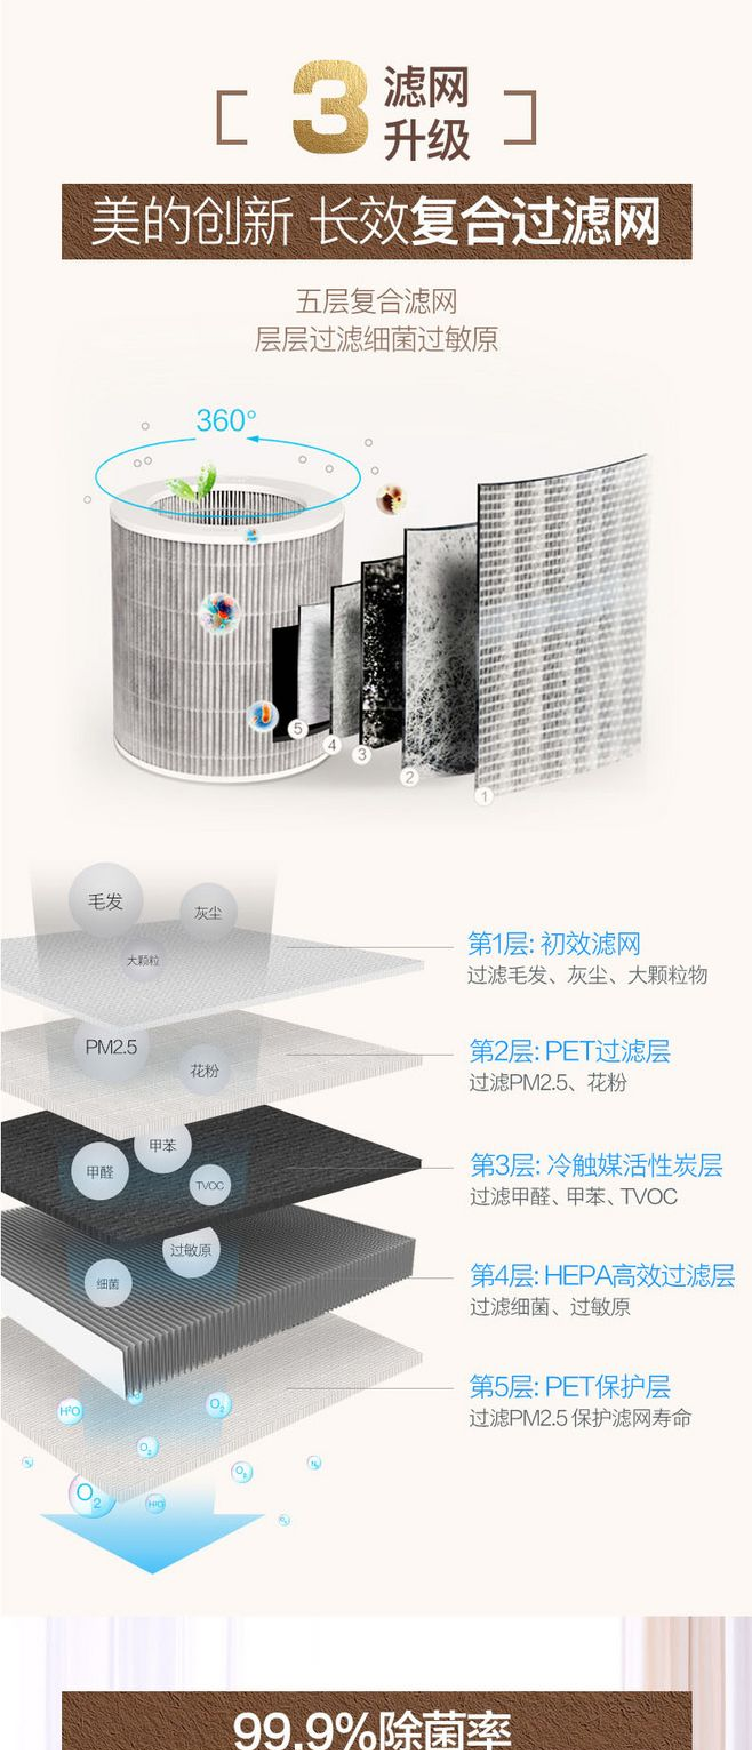 3 滤网
升级
美的创新 长效复合过滤网
五层复合滤网
层层过滤细菌过敏原
360°
5
4
3
2
1
毛发
灰尘
大颗粒
第1层: 初效滤网
过滤毛发、灰尘、大颗粒物
PM2.5
花粉
第2层: PET过滤层
过滤PM2.5、花粉
甲苯
甲醛
TVOC
第3层: 冷触媒活性炭层
过滤甲醛、甲苯、TVOC
过敏原
细菌
第4层: HEPA高效过滤层
过滤细菌、过敏原
第5层: PET保护层
过滤PM2.5 保护滤网寿命
H²O
O₂
O₂
O₂
99.9%除菌率